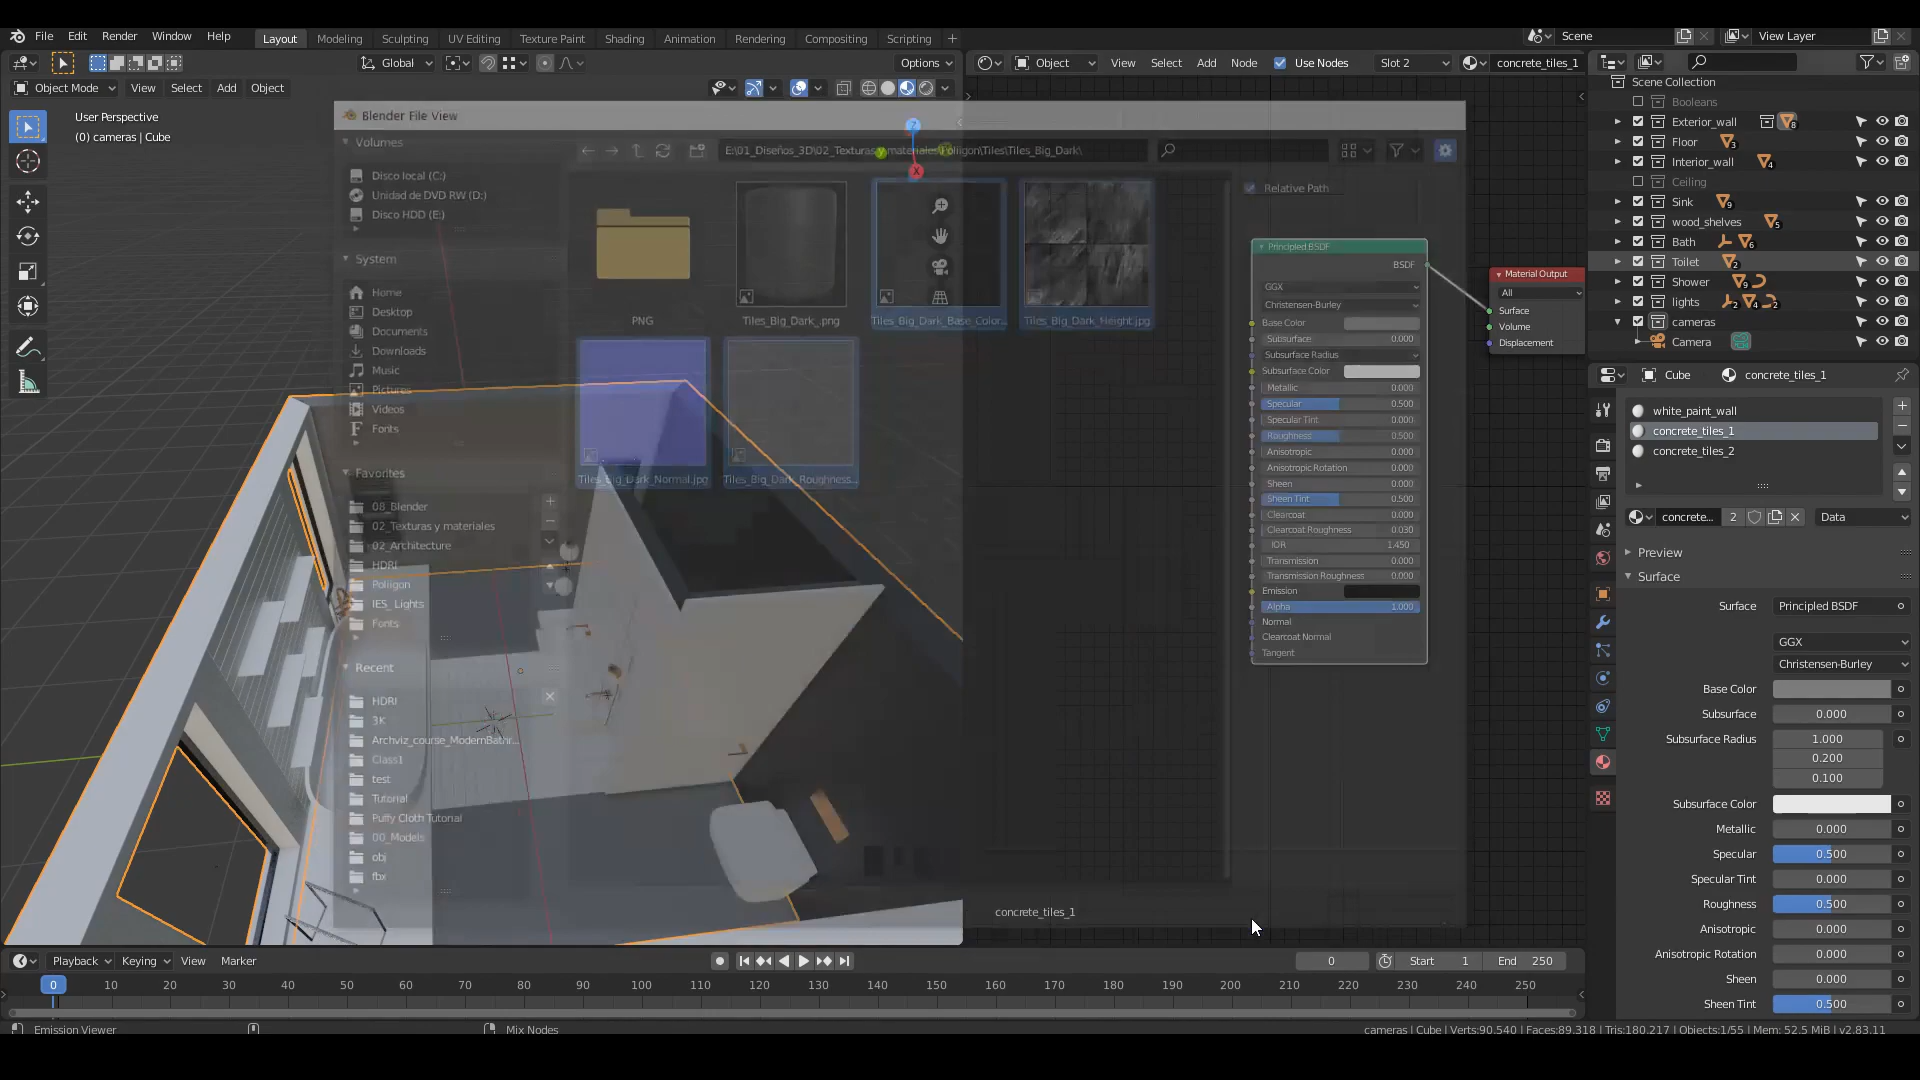 File Edit Render Window Help
Layout Modeling Sculpting UV Editing Texture Paint Shading Animation Rendering Compositing Scripting +
Scene
View Layer
Global
Options
Object View Select Add Node Use Nodes Slot 2 concrete_tiles_1
Object Mode View Select Add Object
User Perspective
(0) cameras | Cube
Blender File View
Volumes
Disco local (C:)
Unidad de DVD RW (D:)
Disco HDD (E:)
System
Home
Desktop
Documents
Downloads
Music
Pictures
Videos
Fonts
Favorites
08_Blender
02_Texturas y materiales
02_Architecture
HDRI
Poliigon
IES_Lights
Fonts
Recent
HDRI
3K
Archviz_course_ModernBathr...
Class1
test
Tutorial
Puffy Cloth Tutorial
00_Models
obj
fbx
E:\01_Diseños_3D\02_Texturas y materiales\Poliigon\Tiles\Tiles_Big_Dark\
PNG
Tiles_Big_Dark_.png
Tiles_Big_Dark_Base_Color...
Tiles_Big_Dark_Height.jpg
Tiles_Big_Dark_Normal.jpg
Tiles_Big_Dark_Roughness...
Relative Path
Z
X
Principled BSDF
BSDF
GGX
Christensen-Burley
Base Color
Subsurface 0.000
Subsurface Radius
Subsurface Color
Metallic 0.000
Specular 0.500
Specular Tint 0.000
Roughness 0.500
Anisotropic 0.000
Anisotropic Rotation 0.000
Sheen 0.000
Sheen Tint 0.500
Clearcoat 0.000
Clearcoat Roughness 0.030
IOR 1.450
Transmission 0.000
Transmission Roughness 0.000
Emission
Alpha 1.000
Normal
Clearcoat Normal
Tangent
Material Output
All
Surface
Volume
Displacement
concrete_tiles_1
Scene Collection
Booleans
Exterior_wall 8
Floor 3
Interior_wall 4
Ceiling
Sink 9
wood_shelves 5
Bath 6
Toilet 2
Shower 9
lights 2 4 2
cameras
Camera
Cube concrete_tiles_1
white_paint_wall
concrete_tiles_1
concrete_tiles_2
concrete... 2 Data
Preview
Surface
Surface Principled BSDF
GGX
Christensen-Burley
Base Color
Subsurface 0.000
Subsurface Radius 1.000
0.200
0.100
Subsurface Color
Metallic 0.000
Specular 0.500
Specular Tint 0.000
Roughness 0.500
Anisotropic 0.000
Anisotropic Rotation 0.000
Sheen 0.000
Sheen Tint 0.500
Playback Keying View Marker
0 Start 1 End 250
0 10 20 30 40 50 60 70 80 90 100 110 120 130 140 150 160 170 180 190 200 210 220 230 240 250
Emission Viewer
Mix Nodes
cameras | Cube | Verts:90.540 | Faces:89.318 | Tris:180.217 | Objects:1/55 | Mem: 52.5 MiB | v2.83.11